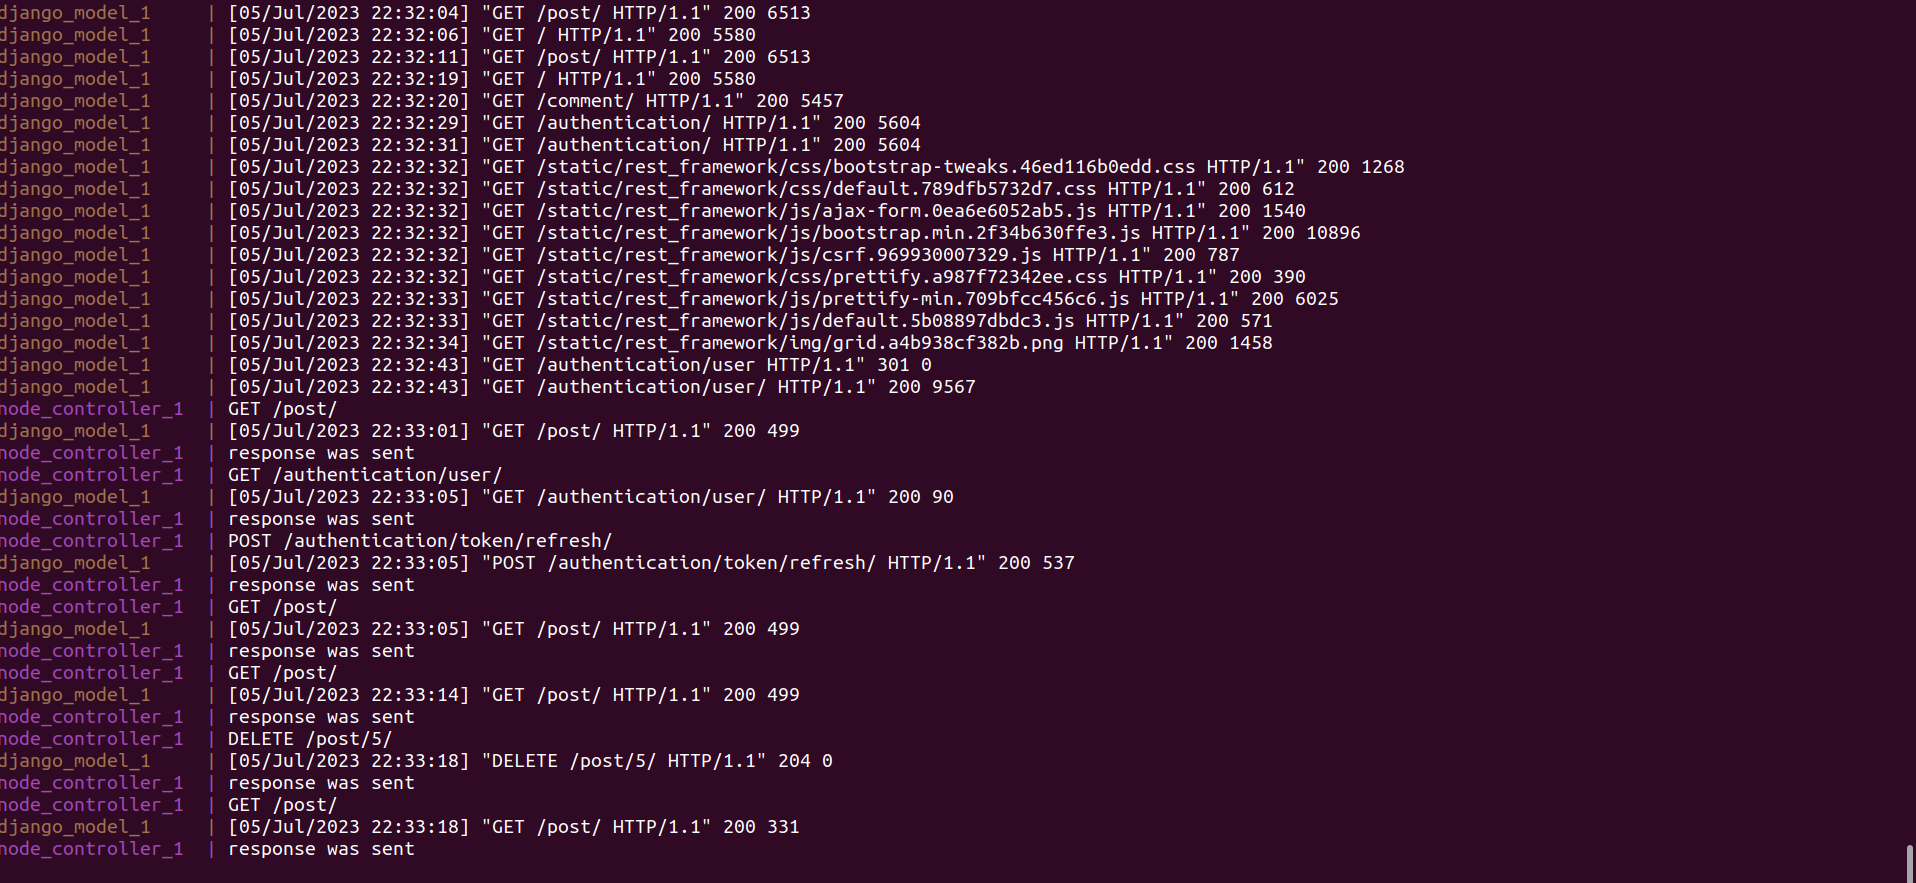 django_model_1 | [05/Jul/2023 22:32:04] "GET /post/ HTTP/1.1" 200 6513
django_model_1 | [05/Jul/2023 22:32:06] "GET / HTTP/1.1" 200 5580
django_model_1 | [05/Jul/2023 22:32:11] "GET /post/ HTTP/1.1" 200 6513
django_model_1 | [05/Jul/2023 22:32:19] "GET / HTTP/1.1" 200 5580
django_model_1 | [05/Jul/2023 22:32:20] "GET /comment/ HTTP/1.1" 200 5457
django_model_1 | [05/Jul/2023 22:32:29] "GET /authentication/ HTTP/1.1" 200 5604
django_model_1 | [05/Jul/2023 22:32:31] "GET /authentication/ HTTP/1.1" 200 5604
django_model_1 | [05/Jul/2023 22:32:32] "GET /static/rest_framework/css/bootstrap-tweaks.46ed116b0edd.css HTTP/1.1" 200 1268
django_model_1 | [05/Jul/2023 22:32:32] "GET /static/rest_framework/css/default.789dfb5732d7.css HTTP/1.1" 200 612
django_model_1 | [05/Jul/2023 22:32:32] "GET /static/rest_framework/js/ajax-form.0ea6e6052ab5.js HTTP/1.1" 200 1540
django_model_1 | [05/Jul/2023 22:32:32] "GET /static/rest_framework/js/bootstrap.min.2f34b630ffe3.js HTTP/1.1" 200 10896
django_model_1 | [05/Jul/2023 22:32:32] "GET /static/rest_framework/js/csrf.969930007329.js HTTP/1.1" 200 787
django_model_1 | [05/Jul/2023 22:32:32] "GET /static/rest_framework/css/prettify.a987f72342ee.css HTTP/1.1" 200 390
django_model_1 | [05/Jul/2023 22:32:33] "GET /static/rest_framework/js/prettify-min.709bfcc456c6.js HTTP/1.1" 200 6025
django_model_1 | [05/Jul/2023 22:32:33] "GET /static/rest_framework/js/default.5b08897dbdc3.js HTTP/1.1" 200 571
django_model_1 | [05/Jul/2023 22:32:34] "GET /static/rest_framework/img/grid.a4b938cf382b.png HTTP/1.1" 200 1458
django_model_1 | [05/Jul/2023 22:32:43] "GET /authentication/user HTTP/1.1" 301 0
django_model_1 | [05/Jul/2023 22:32:43] "GET /authentication/user/ HTTP/1.1" 200 9567
node_controller_1 | GET /post/
django_model_1 | [05/Jul/2023 22:33:01] "GET /post/ HTTP/1.1" 200 499
node_controller_1 | response was sent
node_controller_1 | GET /authentication/user/
django_model_1 | [05/Jul/2023 22:33:05] "GET /authentication/user/ HTTP/1.1" 200 90
node_controller_1 | response was sent
node_controller_1 | POST /authentication/token/refresh/
django_model_1 | [05/Jul/2023 22:33:05] "POST /authentication/token/refresh/ HTTP/1.1" 200 537
node_controller_1 | response was sent
node_controller_1 | GET /post/
django_model_1 | [05/Jul/2023 22:33:05] "GET /post/ HTTP/1.1" 200 499
node_controller_1 | response was sent
node_controller_1 | GET /post/
django_model_1 | [05/Jul/2023 22:33:14] "GET /post/ HTTP/1.1" 200 499
node_controller_1 | response was sent
node_controller_1 | DELETE /post/5/
django_model_1 | [05/Jul/2023 22:33:18] "DELETE /post/5/ HTTP/1.1" 204 0
node_controller_1 | response was sent
node_controller_1 | GET /post/
django_model_1 | [05/Jul/2023 22:33:18] "GET /post/ HTTP/1.1" 200 331
node_controller_1 | response was sent